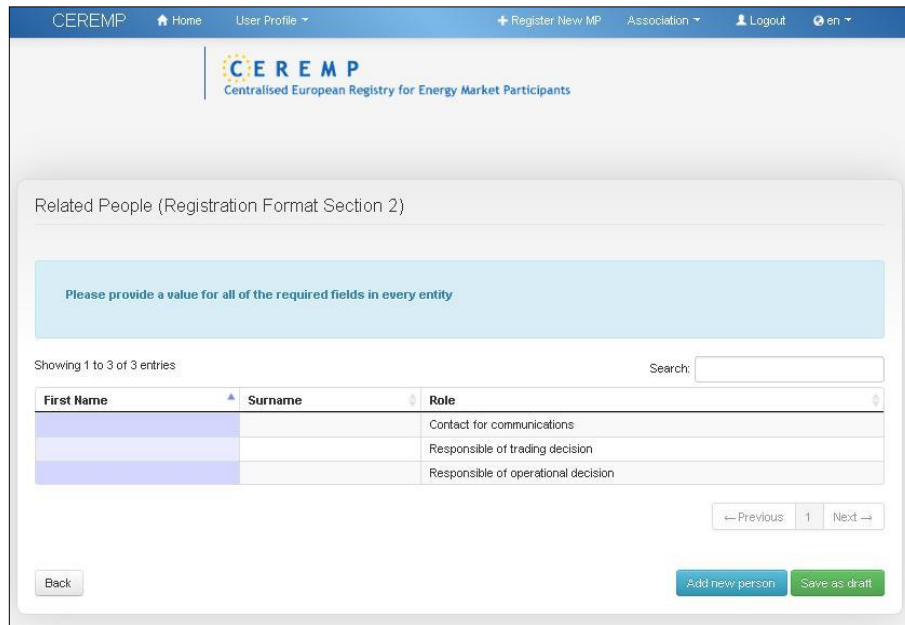 CEREMP Home User Profile + Register New MP Association Logout en
CEREMP
Centralised European Registry for Energy Market Participants
Related People (Registration Format Section 2)
Please provide a value for all of the required fields in every entity
Showing 1 to 3 of 3 entries Search:
First Name Surname Role
Contact for communications
Responsible of trading decision
Responsible of operational decision
← Previous 1 Next →
Back Add new person Save as draft